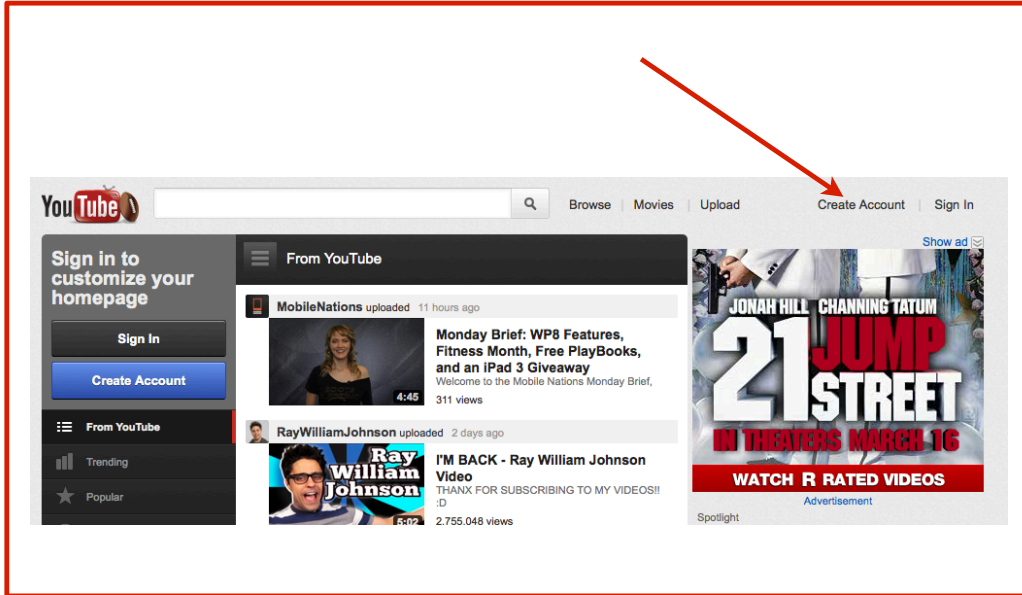 YouTube
Browse | Movies | Upload
Create Account | Sign In
Sign in to
customize your
homepage
Sign In
Create Account
From YouTube
Trending
Popular
From YouTube
MobileNations uploaded 11 hours ago
4:45
Monday Brief: WP8 Features,
Fitness Month, Free PlayBooks,
and an iPad 3 Giveaway
Welcome to the Mobile Nations Monday Brief,
311 views
RayWilliamJohnson uploaded 2 days ago
Ray
William
Johnson
5:02
I'M BACK - Ray William Johnson
Video
THANX FOR SUBSCRIBING TO MY VIDEOS!!
:D
2,755,048 views
Show ad
JONAH HILL CHANNING TATUM
21 JUMP
STREET
IN THEATERS MARCH 16
WATCH R RATED VIDEOS
Advertisement
Spotlight